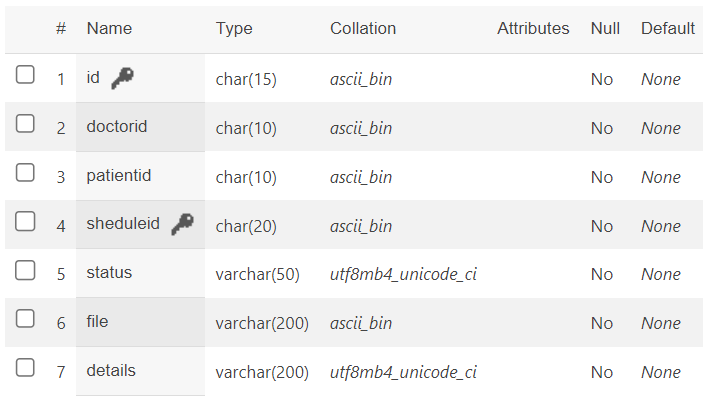 # Name Type Collation Attributes Null Default
1 id char(15) ascii_bin No None
2 doctorid char(10) ascii_bin No None
3 patientid char(10) ascii_bin No None
4 sheduleid char(20) ascii_bin No None
5 status varchar(50) utf8mb4_unicode_ci No None
6 file varchar(200) ascii_bin No None
7 details varchar(200) utf8mb4_unicode_ci No None